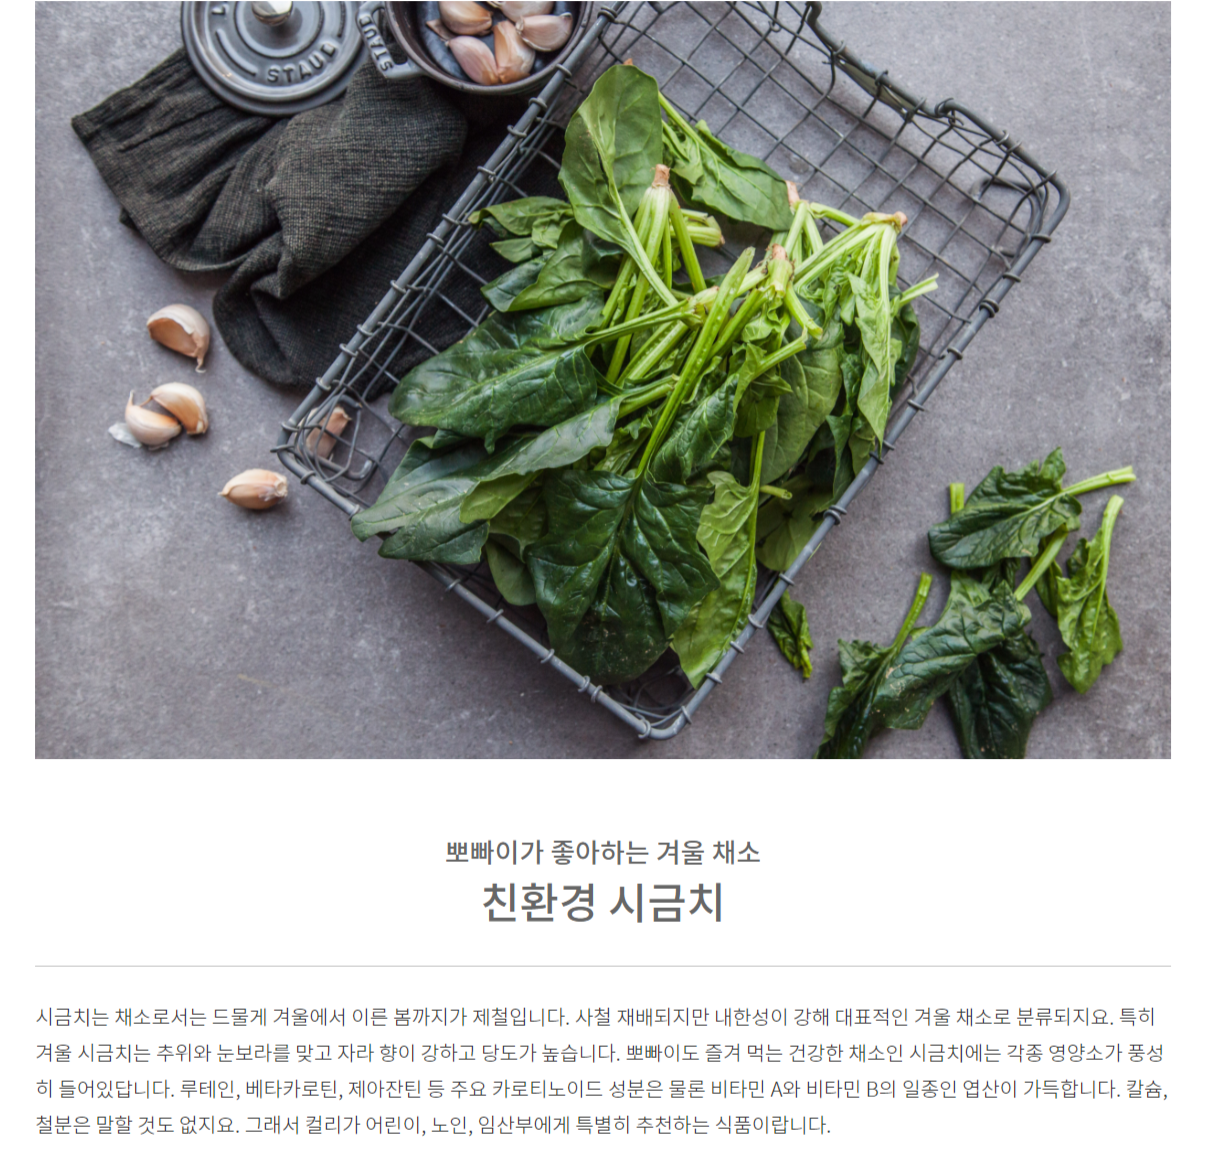 STAUB
STAUB
뽀빠이가 좋아하는 겨울 채소
친환경 시금치
시금치는 채소로서는 드물게 겨울에서 이른 봄까지가 제철입니다. 사철 재배되지만 내한성이 강해 대표적인 겨울 채소로 분류되지요. 특히
겨울 시금치는 추위와 눈보라를 맞고 자라 향이 강하고 당도가 높습니다. 뽀빠이도 즐겨 먹는 건강한 채소인 시금치에는 각종 영양소가 풍성
히 들어있답니다. 루테인, 베타카로틴, 제아잔틴 등 주요 카로티노이드 성분은 물론 비타민 A와 비타민 B의 일종인 엽산이 가득합니다. 칼슘,
철분은 말할 것도 없지요. 그래서 컬리가 어린이, 노인, 임산부에게 특별히 추천하는 식품이랍니다.